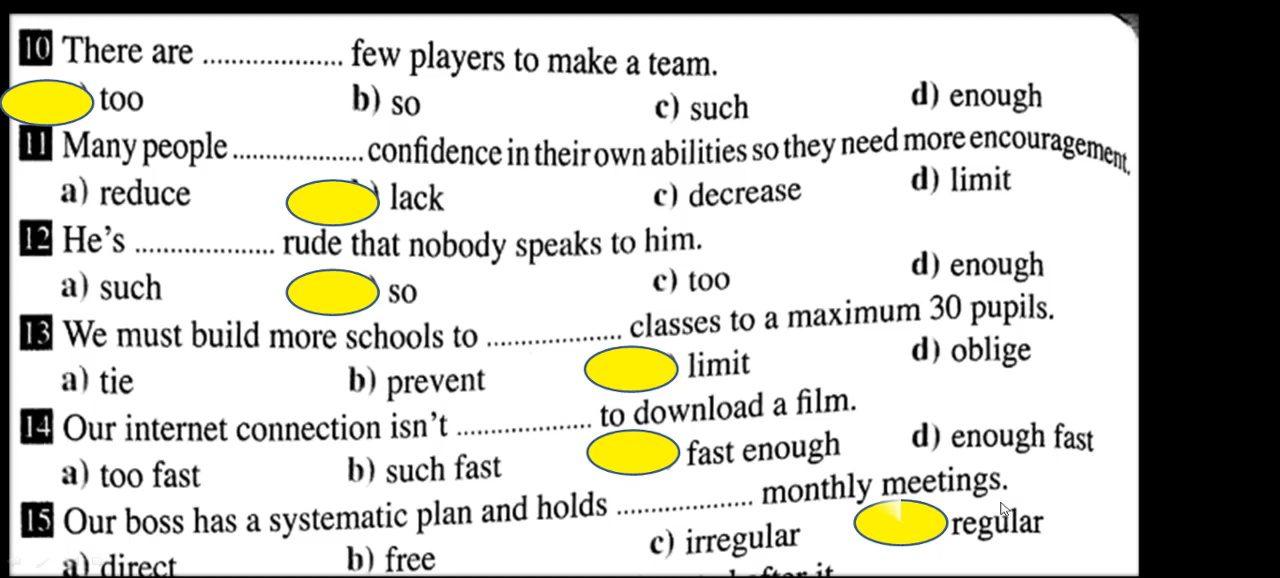 10 There are .................... few players to make a team.
too b) so c) such d) enough
11 Many people .................. confidence in their own abilities so they need more encouragement.
a) reduce lack c) decrease d) limit
12 He's .................... rude that nobody speaks to him.
a) such so c) too d) enough
13 We must build more schools to .................... classes to a maximum 30 pupils.
a) tie b) prevent limit d) oblige
14 Our internet connection isn't .................... to download a film.
a) too fast b) such fast fast enough d) enough fast
15 Our boss has a systematic plan and holds .................... monthly meetings.
a) direct b) free c) irregular regular
after it